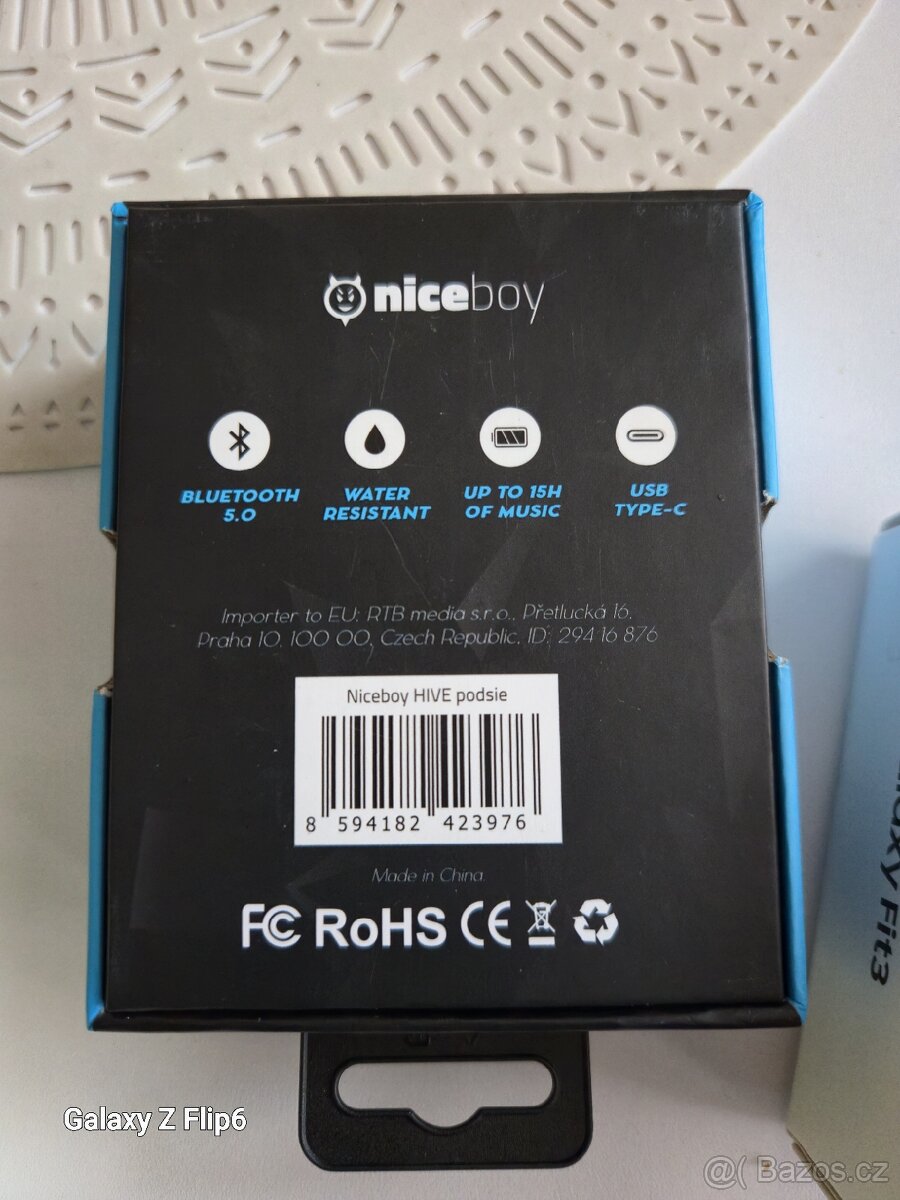 niceboy
BLUETOOTH
5.0
WATER
RESISTANT
UP TO 15H
OF MUSIC
USB
TYPE-C
Importer to EU: RTB media s.r.o., Přetlucká 16,
Praha 10, 100 00, Czech Republic, ID: 294 16 876
Niceboy HIVE podsie
8 594182 423976
Made in China.
FC RoHS CE
Fit3
Galaxy Z Flip6
@( Bazos.cz